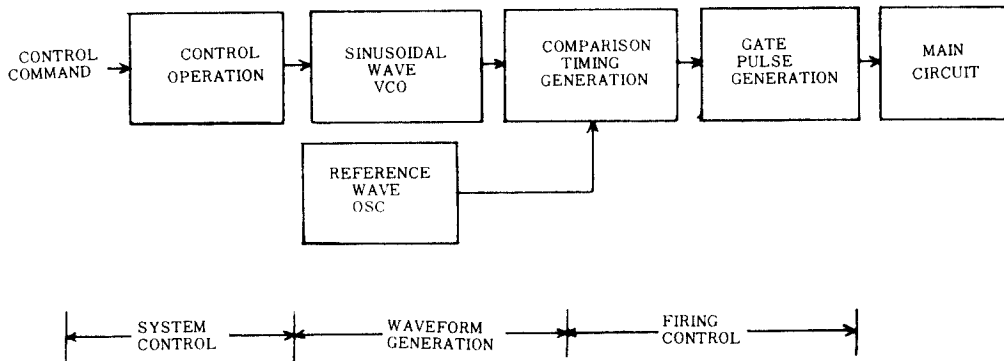 CONTROL
COMMAND
CONTROL
OPERATION
SINUSOIDAL
WAVE
VCO
COMPARISON
TIMING
GENERATION
GATE
PULSE
GENERATION
MAIN
CIRCUIT
REFERENCE
WAVE
OSC
SYSTEM
CONTROL
WAVEFORM
GENERATION
FIRING
CONTROL